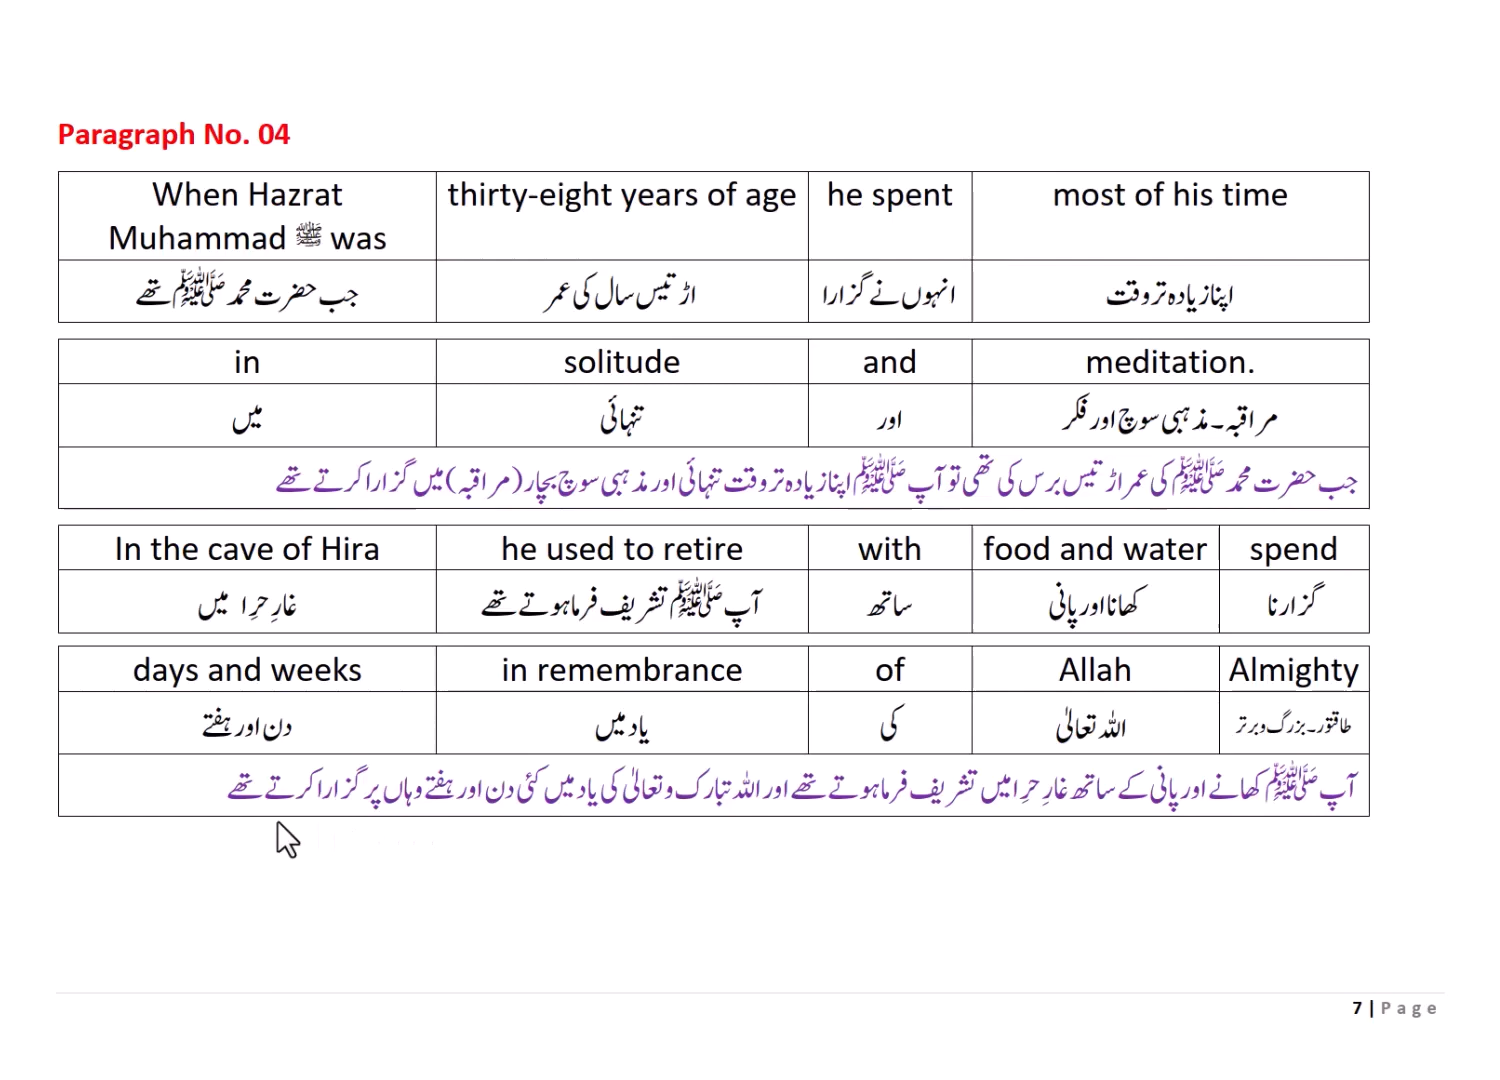 Paragraph No. 04
When Hazrat Muhammad ﷺ was thirty-eight years of age he spent most of his time
جب حضرت محمد ﷺ تھے اڑتیس سال کی عمر انہوں نے گزارا اپنا زیادہ تر وقت
in solitude and meditation.
میں تنہائی اور مراقبہ۔ مذہبی سوچ اور فکر
جب حضرت محمد ﷺ کی عمر اڑتیس برس کی تھی تو آپ ﷺ اپنا زیادہ تر وقت تنہائی اور مذہبی سوچ بچار (مراقبہ) میں گزارا کرتے تھے
In the cave of Hira he used to retire with food and water spend
غارِ حرِا میں آپ ﷺ تشریف فرما ہوتے تھے ساتھ کھانا اور پانی گزارنا
days and weeks in remembrance of Allah Almighty
دن اور ہفتے یاد میں کی اللہ تعالیٰ طاقتور۔ بزرگ و برتر
آپ ﷺ کھانے اور پانی کے ساتھ غارِ حرِا میں تشریف فرما ہوتے تھے اور اللہ تبارک و تعالیٰ کی یاد میں کئی دن اور ہفتے وہاں پر گزارا کرتے تھے
7 | Page